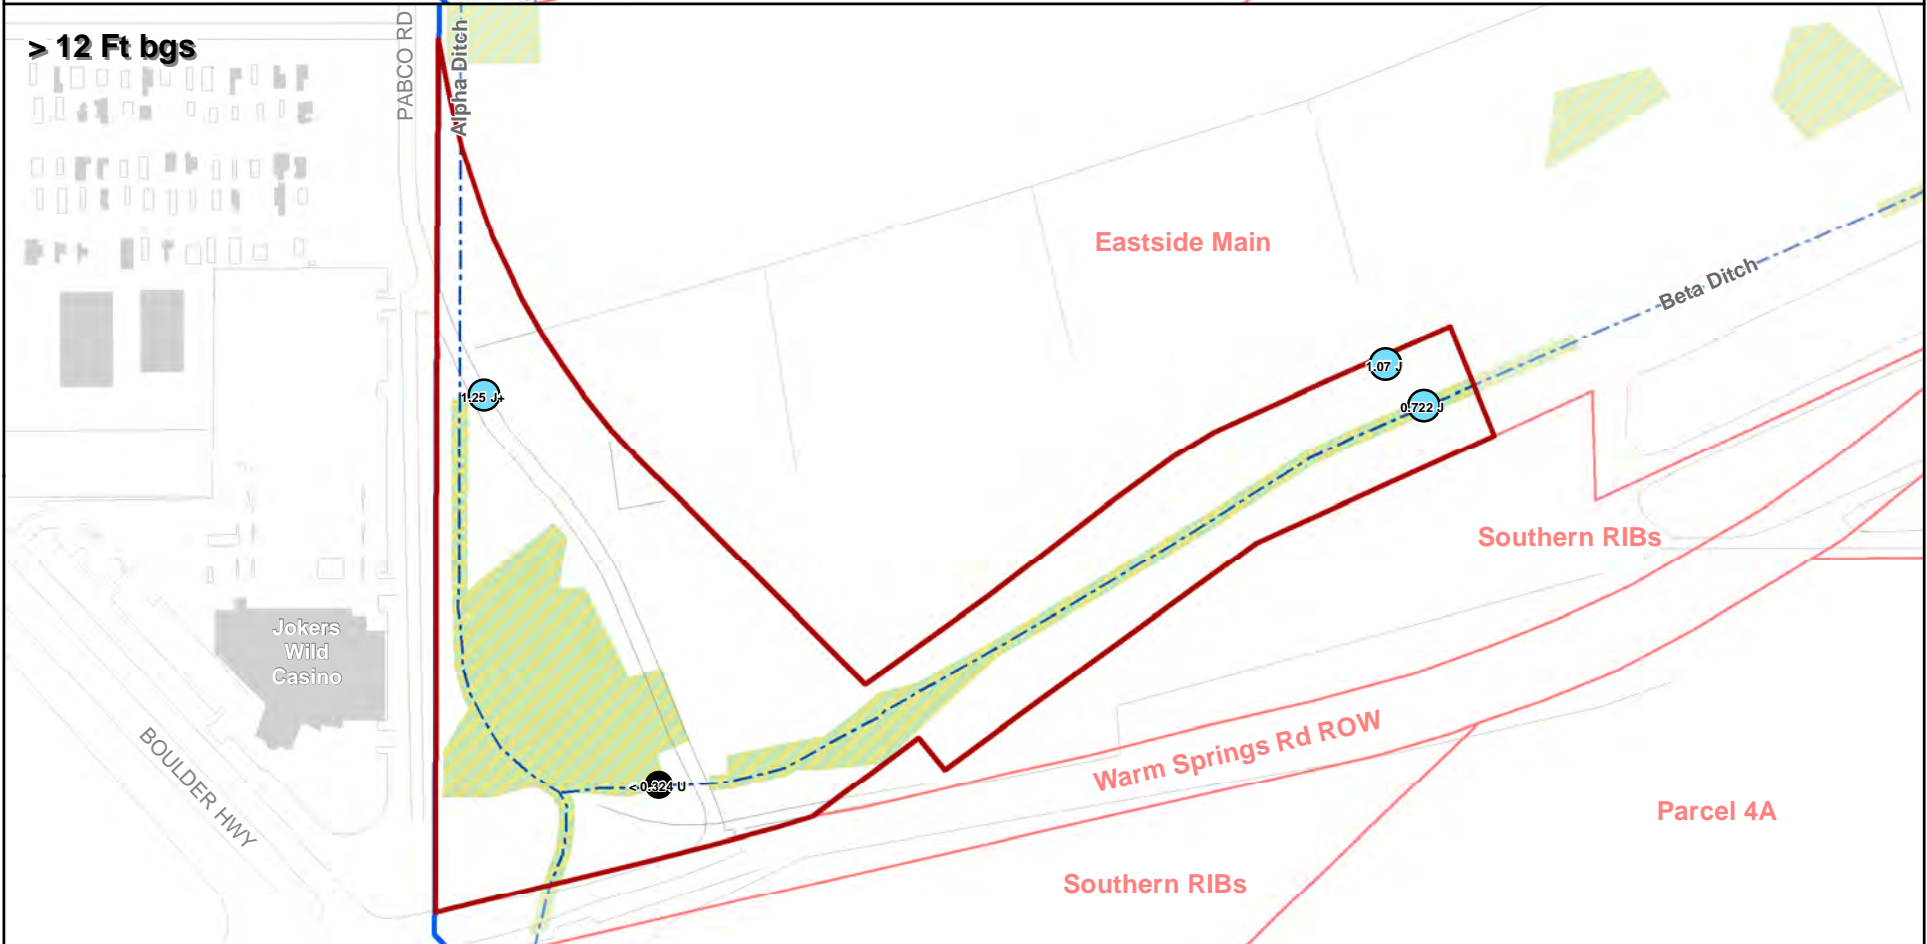 > 12 Ft bgs
PABCO RD
Alpha Ditch
Eastside Main
Beta Ditch
1.07 J
1.25 J+
0.722 J
Southern RIBs
Jokers
Wild
Casino
BOULDER HWY
Warm Springs Rd ROW
< 0.324 U
Parcel 4A
Southern RIBs